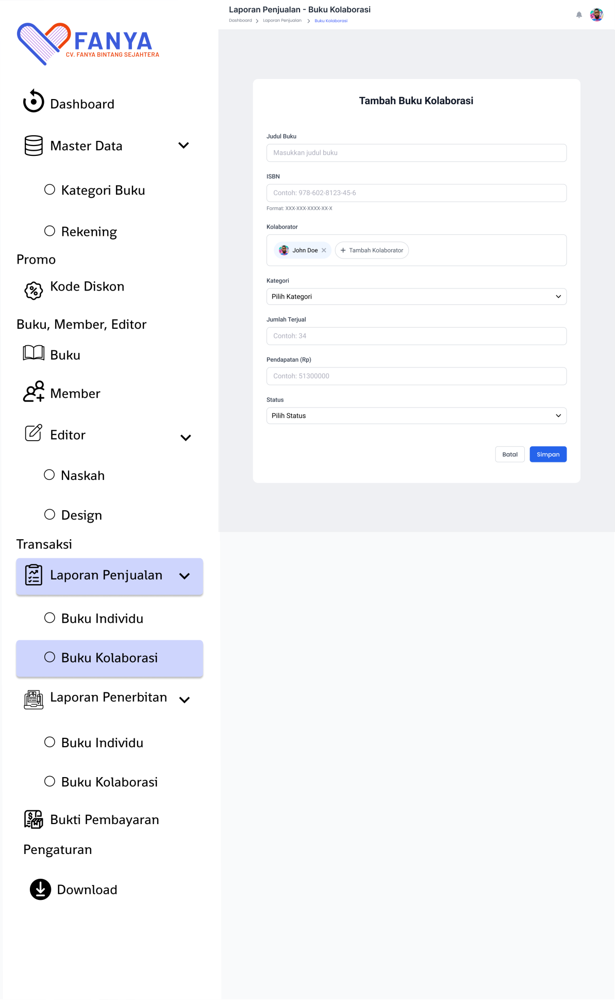 FANYA
CV. FANYA BINTANG SEJAHTERA
Dashboard
Master Data
Kategori Buku
Rekening
Promo
Kode Diskon
Buku, Member, Editor
Buku
Member
Editor
Naskah
Design
Transaksi
Laporan Penjualan
Buku Individu
Buku Kolaborasi
Laporan Penerbitan
Buku Individu
Buku Kolaborasi
Bukti Pembayaran
Pengaturan
Download
Laporan Penjualan - Buku Kolaborasi
Dashboard > Laporan Penjualan > Buku Kolaborasi
Tambah Buku Kolaborasi
Judul Buku
Masukkan judul buku
ISBN
Contoh: 978-602-8123-45-6
Format: XXX-XXX-XXXX-XX-X
Kolaborator
John Doe × + Tambah Kolaborator
Kategori
Pilih Kategori
Jumlah Terjual
Contoh: 34
Pendapatan (Rp)
Contoh: 51300000
Status
Pilih Status
Batal Simpan